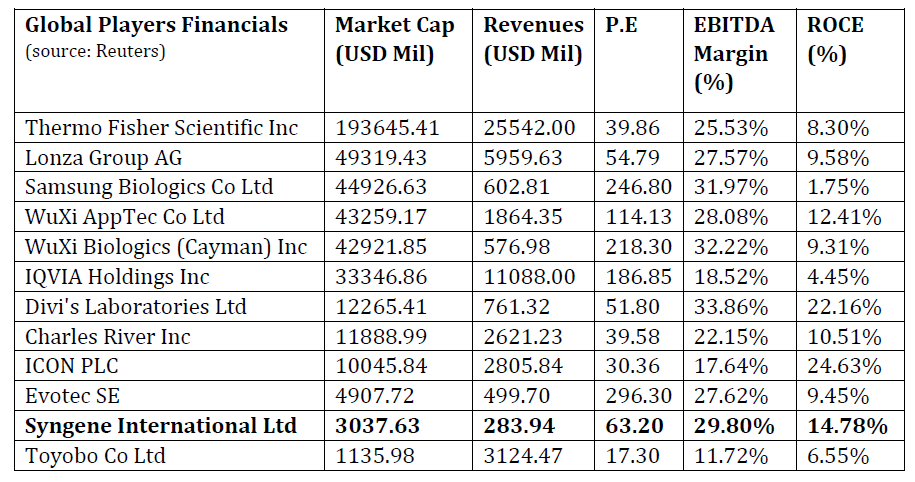 Global Players Financials Market Cap Revenues P.E EBITDA ROCE
(source: Reuters) (USD Mil) (USD Mil) Margin (%)
(%)
Thermo Fisher Scientific Inc 193645.41 25542.00 39.86 25.53% 8.30%
Lonza Group AG 49319.43 5959.63 54.79 27.57% 9.58%
Samsung Biologics Co Ltd 44926.63 602.81 246.80 31.97% 1.75%
WuXi AppTec Co Ltd 43259.17 1864.35 114.13 28.08% 12.41%
WuXi Biologics (Cayman) Inc 42921.85 576.98 218.30 32.22% 9.31%
IQVIA Holdings Inc 33346.86 11088.00 186.85 18.52% 4.45%
Divi's Laboratories Ltd 12265.41 761.32 51.80 33.86% 22.16%
Charles River Inc 11888.99 2621.23 39.58 22.15% 10.51%
ICON PLC 10045.84 2805.84 30.36 17.64% 24.63%
Evotec SE 4907.72 499.70 296.30 27.62% 9.45%
Syngene International Ltd 3037.63 283.94 63.20 29.80% 14.78%
Toyobo Co Ltd 1135.98 3124.47 17.30 11.72% 6.55%